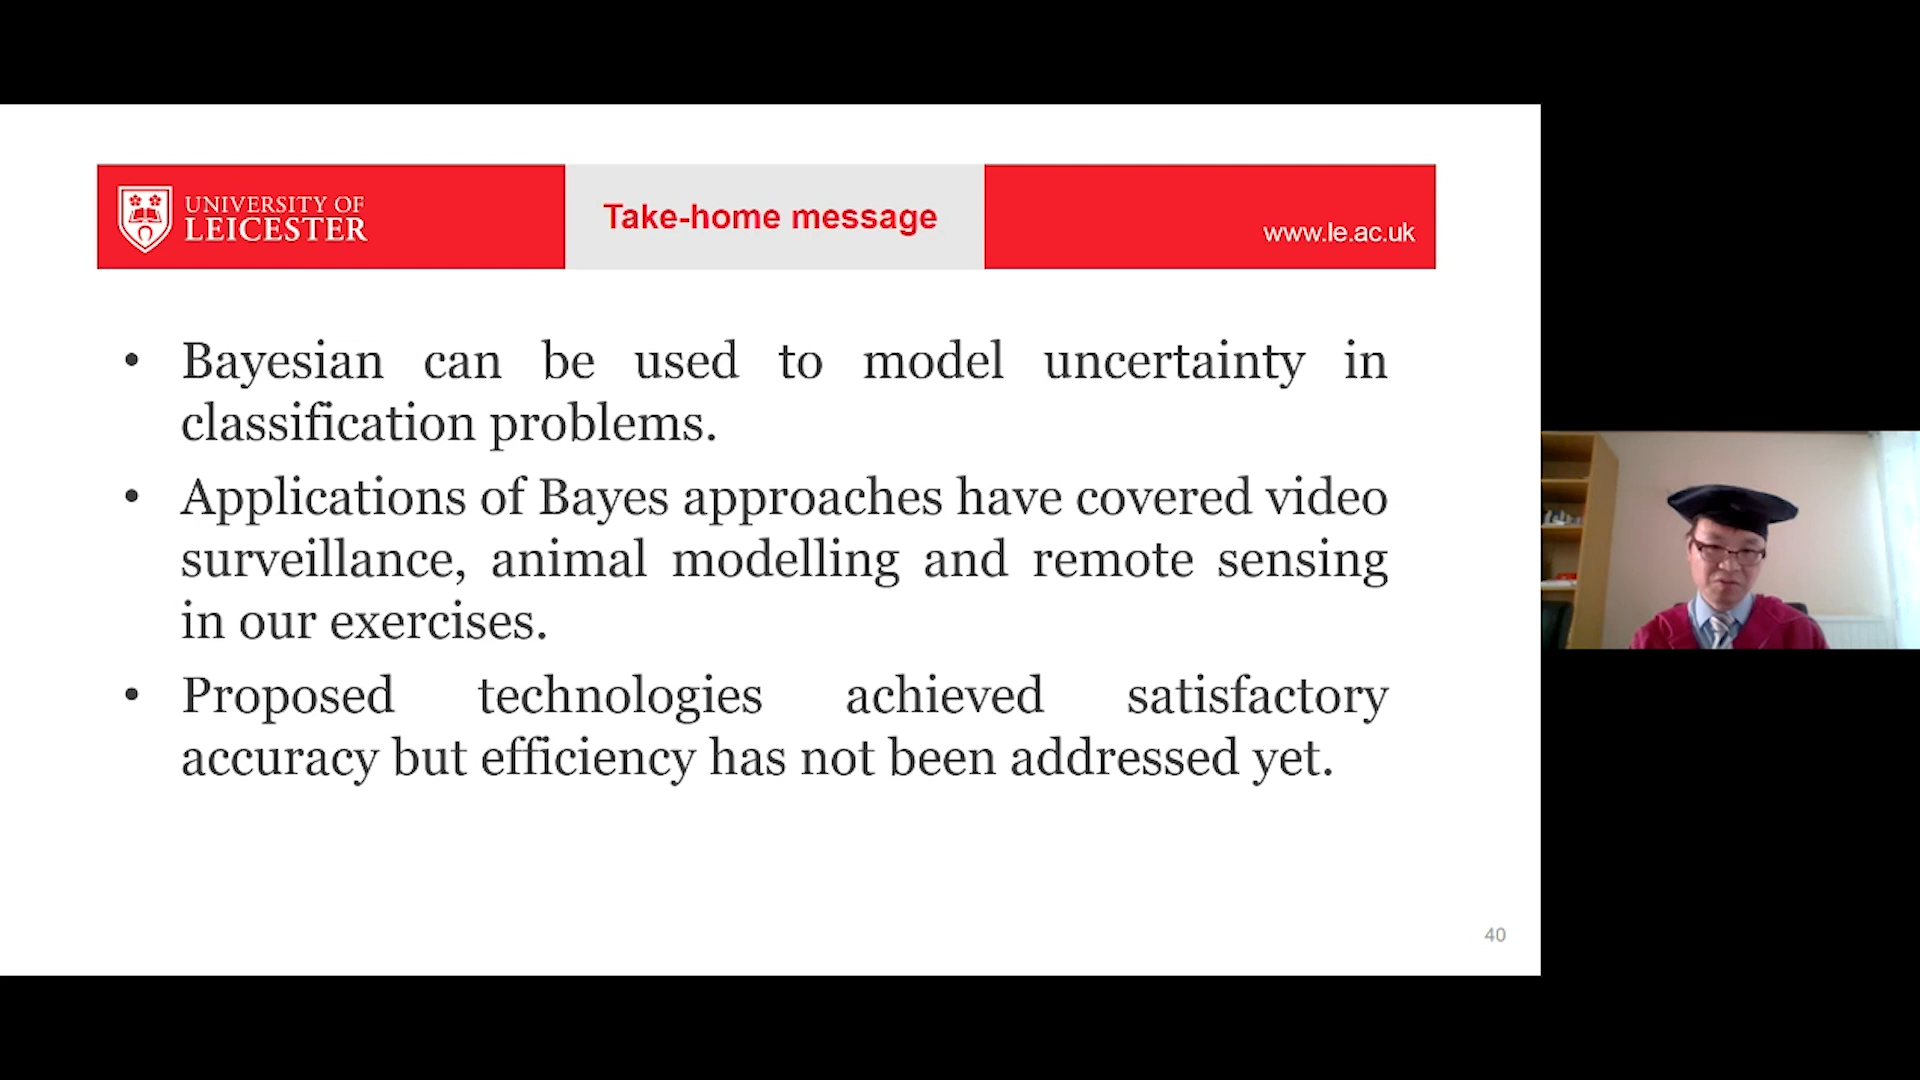 UNIVERSITY OF
LEICESTER
Take-home message
www.le.ac.uk
• Bayesian can be used to model uncertainty in
classification problems.
• Applications of Bayes approaches have covered video
surveillance, animal modelling and remote sensing
in our exercises.
• Proposed technologies achieved satisfactory
accuracy but efficiency has not been addressed yet.
40